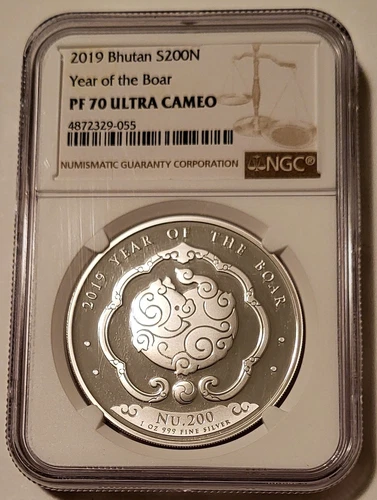 2019 Bhutan S200N
Year of the Boar
PF 70 ULTRA CAMEO
4872329-055
NUMISMATIC GUARANTY CORPORATION
NGC®
2019 YEAR OF THE BOAR
NU.200
1 OZ 999 FINE SILVER